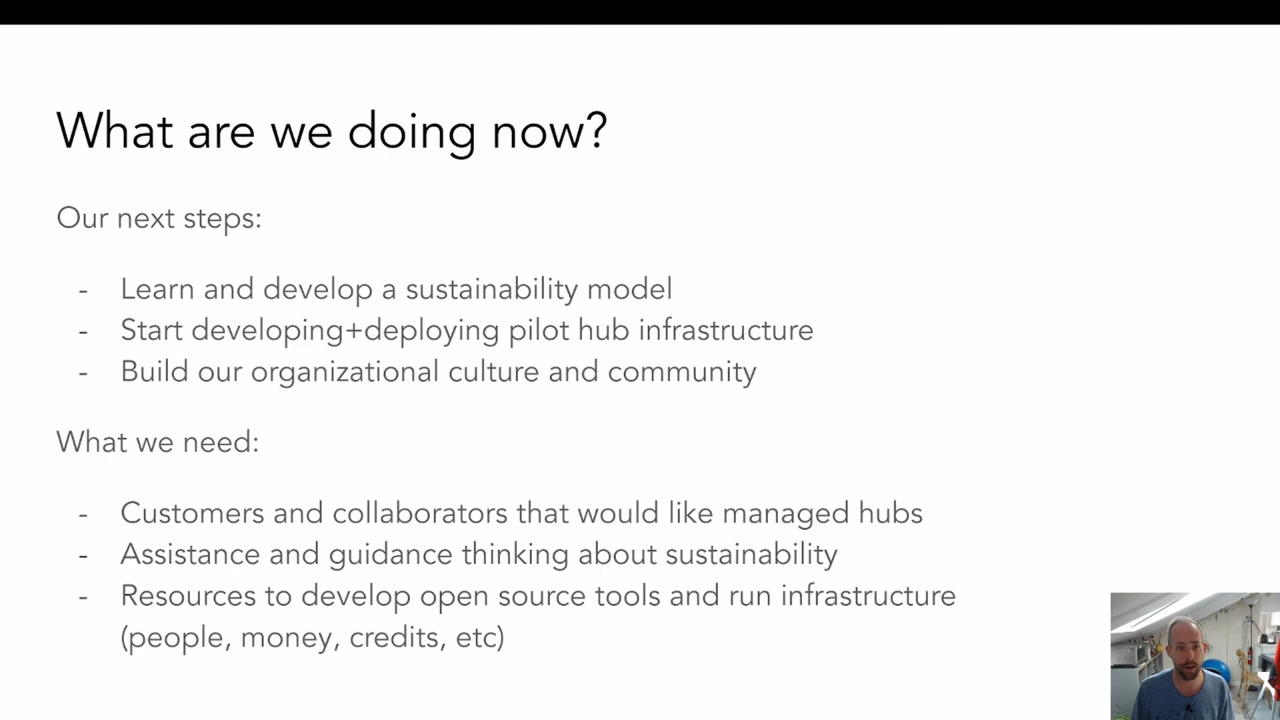 What are we doing now?
Our next steps:
- Learn and develop a sustainability model
- Start developing+deploying pilot hub infrastructure
- Build our organizational culture and community
What we need:
- Customers and collaborators that would like managed hubs
- Assistance and guidance thinking about sustainability
- Resources to develop open source tools and run infrastructure
(people, money, credits, etc)